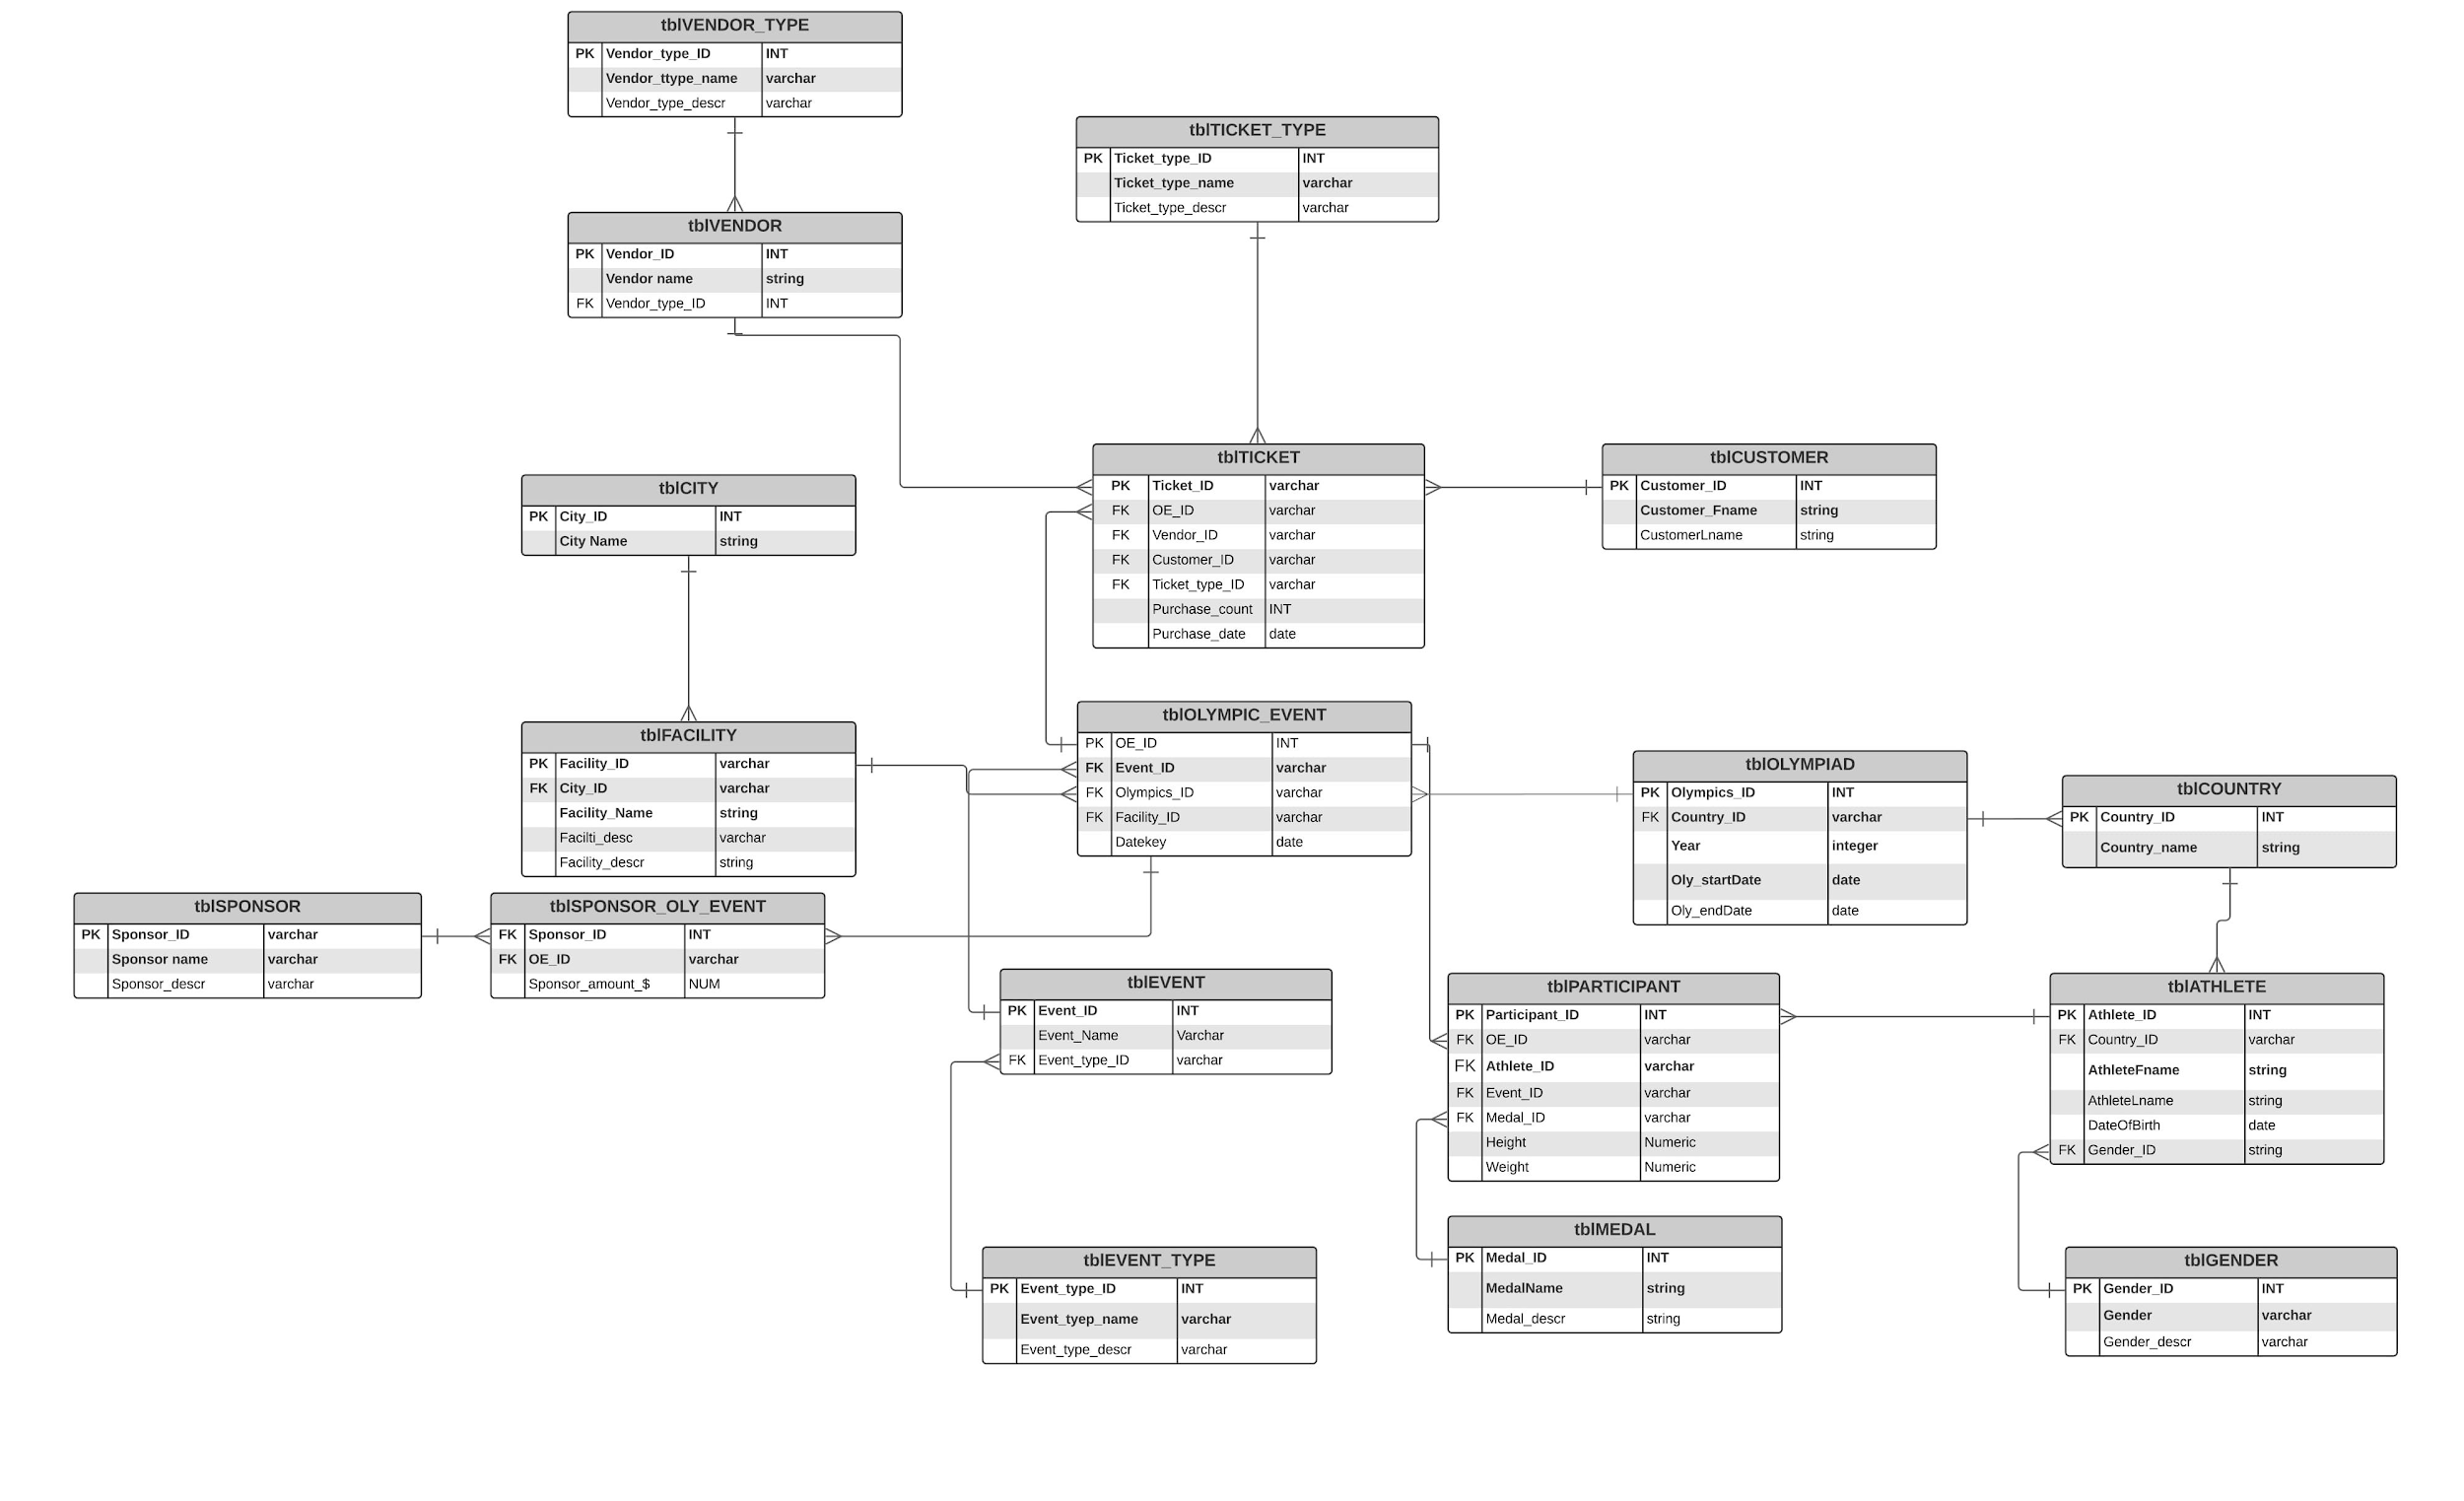 tblVENDOR_TYPE
PK Vendor_type_ID INT
Vendor_ttype_name varchar
Vendor_type_descr varchar
tblTICKET_TYPE
PK Ticket_type_ID INT
Ticket_type_name varchar
Ticket_type_descr varchar
tblVENDOR
PK Vendor_ID INT
Vendor name string
FK Vendor_type_ID INT
tblTICKET
PK Ticket_ID varchar
FK OE_ID varchar
FK Vendor_ID varchar
FK Customer_ID varchar
FK Ticket_type_ID varchar
Purchase_count INT
Purchase_date date
tblCUSTOMER
PK Customer_ID INT
Customer_Fname string
CustomerLname string
tblCITY
PK City_ID INT
City Name string
tblFACILITY
PK Facility_ID varchar
FK City_ID varchar
Facility_Name string
Facilti_desc varchar
Facility_descr string
tblOLYMPIC_EVENT
PK OE_ID INT
FK Event_ID varchar
FK Olympics_ID varchar
FK Facility_ID varchar
Datekey date
tblOLYMPIAD
PK Olympics_ID INT
FK Country_ID varchar
Year integer
Oly_startDate date
Oly_endDate date
tblCOUNTRY
PK Country_ID INT
Country_name string
tblSPONSOR
PK Sponsor_ID varchar
Sponsor name varchar
Sponsor_descr varchar
tblSPONSOR_OLY_EVENT
FK Sponsor_ID INT
FK OE_ID varchar
Sponsor_amount_$ NUM
tblEVENT
PK Event_ID INT
Event_Name Varchar
FK Event_type_ID varchar
tblPARTICIPANT
PK Participant_ID INT
FK OE_ID varchar
FK Athlete_ID varchar
FK Event_ID varchar
FK Medal_ID varchar
Height Numeric
Weight Numeric
tblATHLETE
PK Athlete_ID INT
FK Country_ID varchar
AthleteFname string
AthleteLname string
DateOfBirth date
FK Gender_ID string
tblEVENT_TYPE
PK Event_type_ID INT
Event_tyep_name varchar
Event_type_descr varchar
tblMEDAL
PK Medal_ID INT
MedalName string
Medal_descr string
tblGENDER
PK Gender_ID INT
Gender varchar
Gender_descr varchar